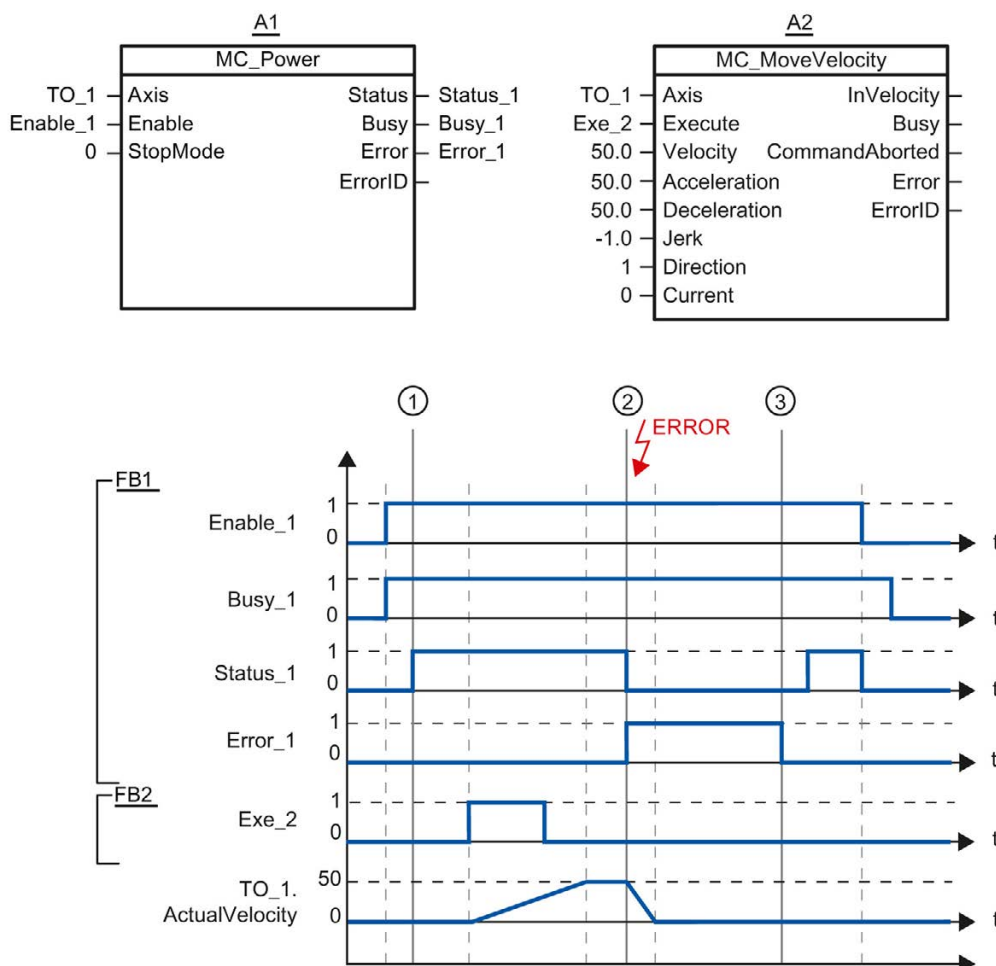 A1
MC_Power
TO_1 Axis Status Status_1
Enable_1 Enable Busy Busy_1
0 StopMode Error Error_1
ErrorID
A2
MC_MoveVelocity
TO_1 Axis InVelocity
Exe_2 Execute Busy
50.0 Velocity CommandAborted
50.0 Acceleration Error
50.0 Deceleration ErrorID
-1.0 Jerk
1 Direction
0 Current
1 2 3
ERROR
FB1
1
Enable_1 0 t
1
Busy_1 0 t
1
Status_1 0 t
1
Error_1 0 t
FB2
1
Exe_2 0 t
50
TO_1.
ActualVelocity 0 t